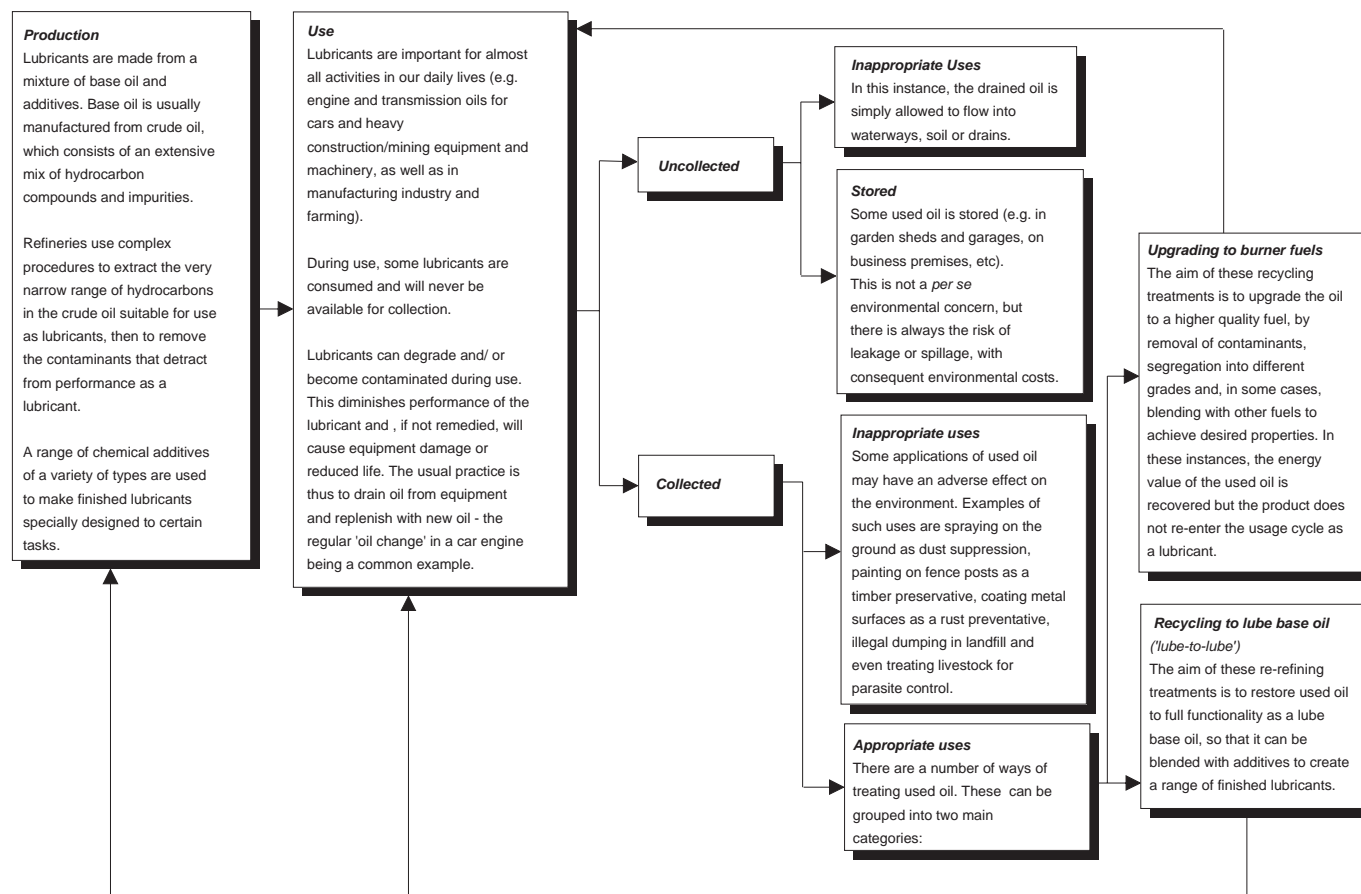 Production
Lubricants are made from a
mixture of base oil and
additives. Base oil is usually
manufactured from crude oil,
which consists of an extensive
mix of hydrocarbon
compounds and impurities.
Refineries use complex
procedures to extract the very
narrow range of hydrocarbons
in the crude oil suitable for use
as lubricants, then to remove
the contaminants that detract
from performance as a
lubricant.
A range of chemical additives
of a variety of types are used
to make finished lubricants
specially designed to certain
tasks.
Use
Lubricants are important for almost
all activities in our daily lives (e.g.
engine and transmission oils for
cars and heavy
construction/mining equipment and
machinery, as well as in
manufacturing industry and
farming).
During use, some lubricants are
consumed and will never be
available for collection.
Lubricants can degrade and/ or
become contaminated during use.
This diminishes performance of the
lubricant and , if not remedied, will
cause equipment damage or
reduced life. The usual practice is
thus to drain oil from equipment
and replenish with new oil - the
regular 'oil change' in a car engine
being a common example.
Uncollected
Collected
Inappropriate Uses
In this instance, the drained oil is
simply allowed to flow into
waterways, soil or drains.
Stored
Some used oil is stored (e.g. in
garden sheds and garages, on
business premises, etc).
This is not a per se
environmental concern, but
there is always the risk of
leakage or spillage, with
consequent environmental costs.
Inappropriate uses
Some applications of used oil
may have an adverse effect on
the environment. Examples of
such uses are spraying on the
ground as dust suppression,
painting on fence posts as a
timber preservative, coating metal
surfaces as a rust preventative,
illegal dumping in landfill and
even treating livestock for
parasite control.
Appropriate uses
There are a number of ways of
treating used oil. These can be
grouped into two main
categories:
Upgrading to burner fuels
The aim of these recycling
treatments is to upgrade the oil
to a higher quality fuel, by
removal of contaminants,
segregation into different
grades and, in some cases,
blending with other fuels to
achieve desired properties. In
these instances, the energy
value of the used oil is
recovered but the product does
not re-enter the usage cycle as
a lubricant.
Recycling to lube base oil
('lube-to-lube')
The aim of these re-refining
treatments is to restore used oil
to full functionality as a lube
base oil, so that it can be
blended with additives to create
a range of finished lubricants.